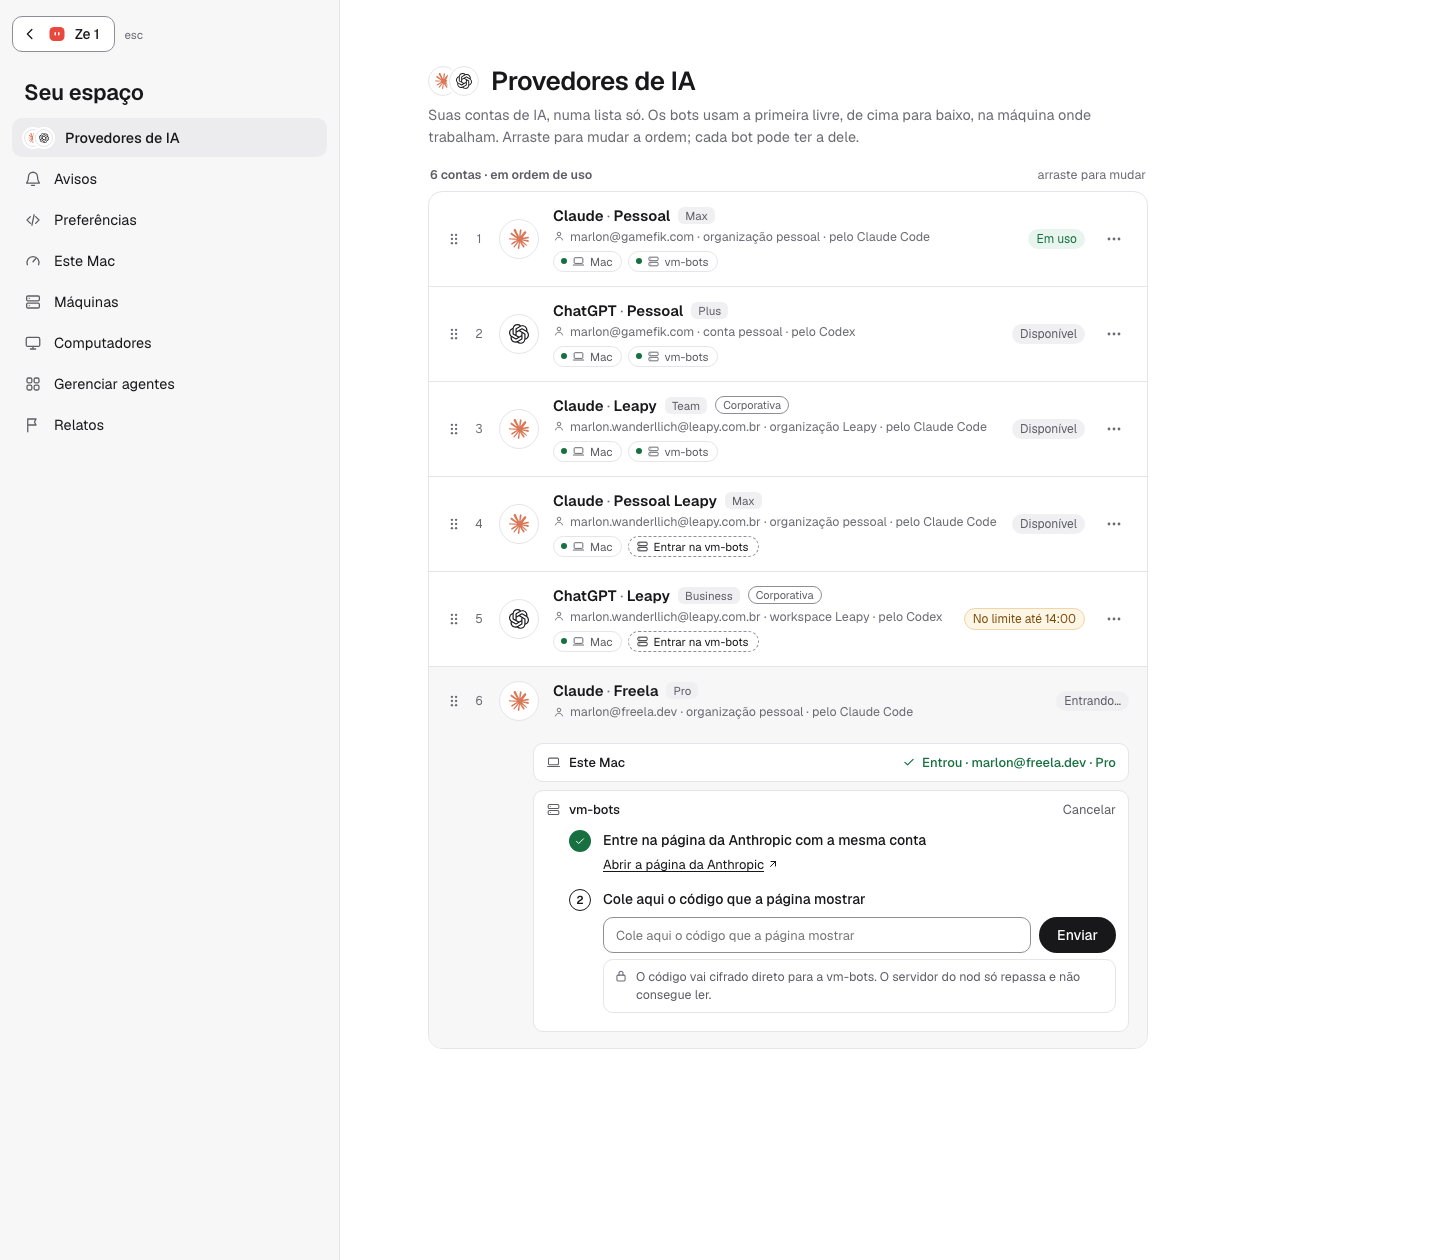 Ze 1
esc
Seu espaço
Provedores de IA
Avisos
Preferências
Este Mac
Máquinas
Computadores
Gerenciar agentes
Relatos
Provedores de IA
Suas contas de IA, numa lista só. Os bots usam a primeira livre, de cima para baixo, na máquina onde
trabalham. Arraste para mudar a ordem; cada bot pode ter a dele.
6 contas · em ordem de uso
arraste para mudar
1
Claude · Pessoal Max
marlon@gamefik.com · organização pessoal · pelo Claude Code
Mac vm-bots
Em uso
2
ChatGPT · Pessoal Plus
marlon@gamefik.com · conta pessoal · pelo Codex
Mac vm-bots
Disponível
3
Claude · Leapy Team Corporativa
marlon.wanderllich@leapy.com.br · organização Leapy · pelo Claude Code
Mac vm-bots
Disponível
4
Claude · Pessoal Leapy Max
marlon.wanderllich@leapy.com.br · organização pessoal · pelo Claude Code
Mac Entrar na vm-bots
Disponível
5
ChatGPT · Leapy Business Corporativa
marlon.wanderllich@leapy.com.br · workspace Leapy · pelo Codex
Mac Entrar na vm-bots
No limite até 14:00
6
Claude · Freela Pro
marlon@freela.dev · organização pessoal · pelo Claude Code
Entrando…
Este Mac
Entrou · marlon@freela.dev · Pro
vm-bots
Cancelar
Entre na página da Anthropic com a mesma conta
Abrir a página da Anthropic
2 Cole aqui o código que a página mostrar
Cole aqui o código que a página mostrar
Enviar
O código vai cifrado direto para a vm-bots. O servidor do nod só repassa e não
consegue ler.